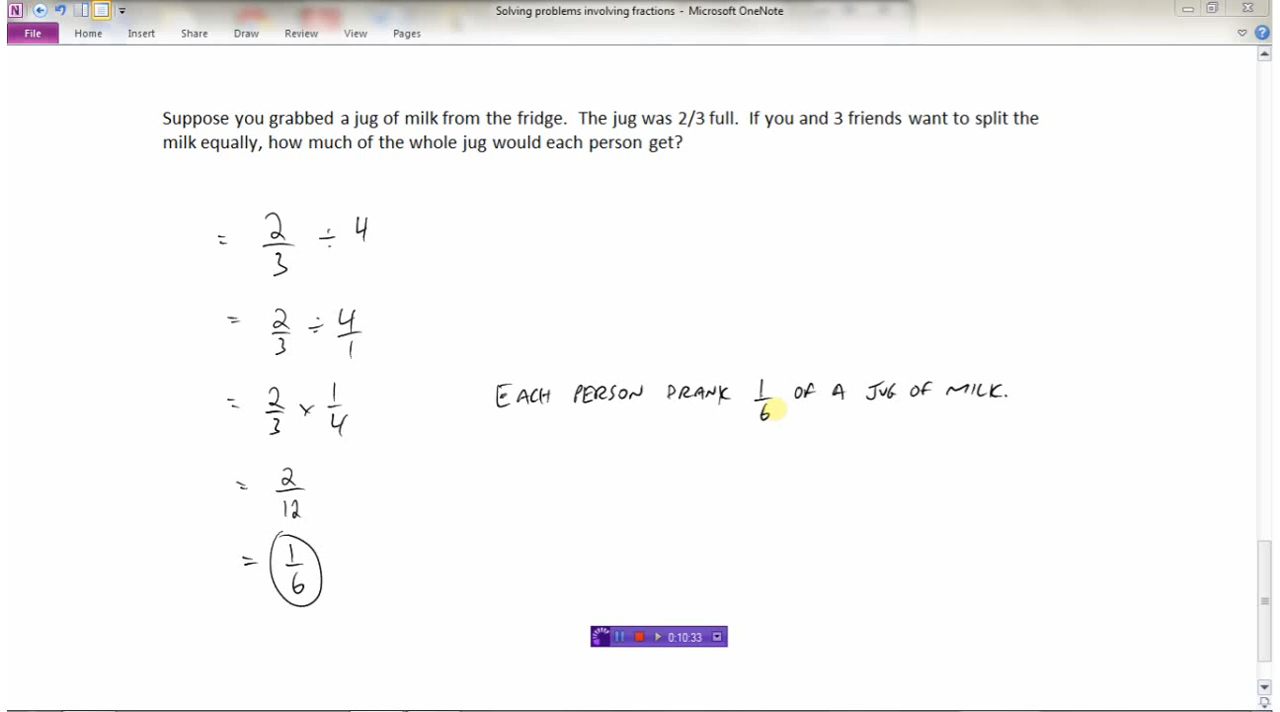 Solving problems involving fractions - Microsoft OneNote
File Home Insert Share Draw Review View Pages
Suppose you grabbed a jug of milk from the fridge. The jug was 2/3 full. If you and 3 friends want to split the
milk equally, how much of the whole jug would each person get?
= 2/3 ÷ 4
= 2/3 ÷ 4/1
= 2/3 × 1/4
EACH PERSON DRANK 1/6 OF A JUG OF MILK.
= 2/12
= 1/6
0:10:33